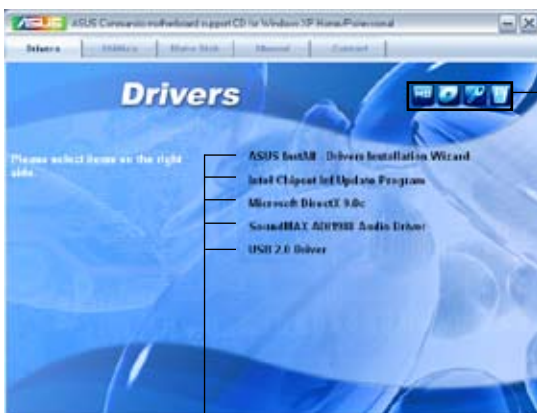 ASUS Commando motherboard support CD for Windows XP Home/Professional
Drivers Utilities Make Disk Manual Contact
Drivers
Please select items on the right side.
ASUS InstAll - Drivers Installation Wizard
Intel Chipset Inf Update Program
Microsoft DirectX 9.0c
SoundMAX ADI1988 Audio Driver
USB 2.0 Driver